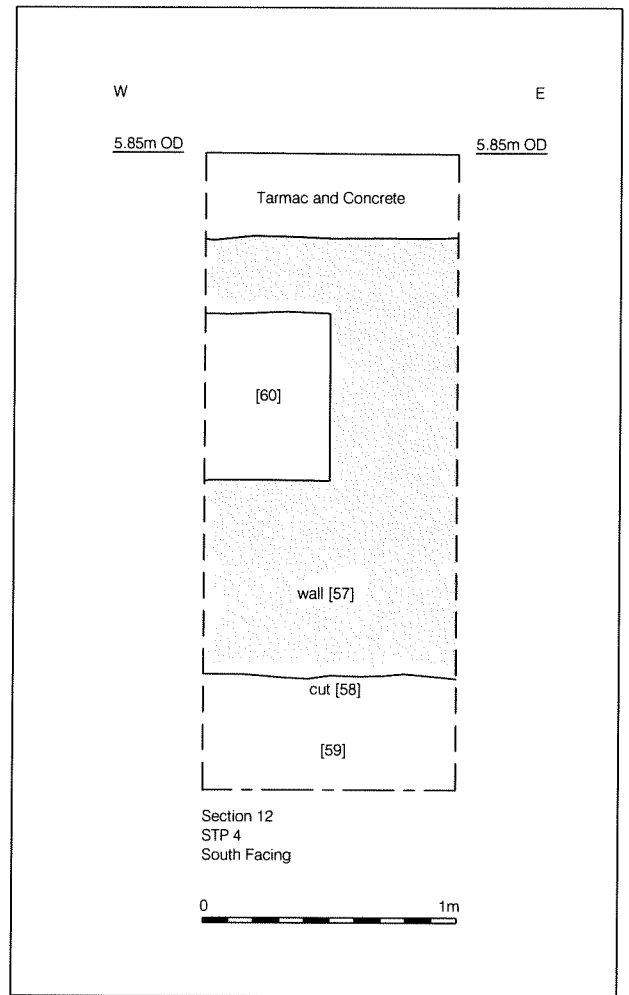 W E
5.85m OD 5.85m OD
Tarmac and Concrete
[60]
wall [57]
cut [58]
[59]
Section 12
STP 4
South Facing
0 1m